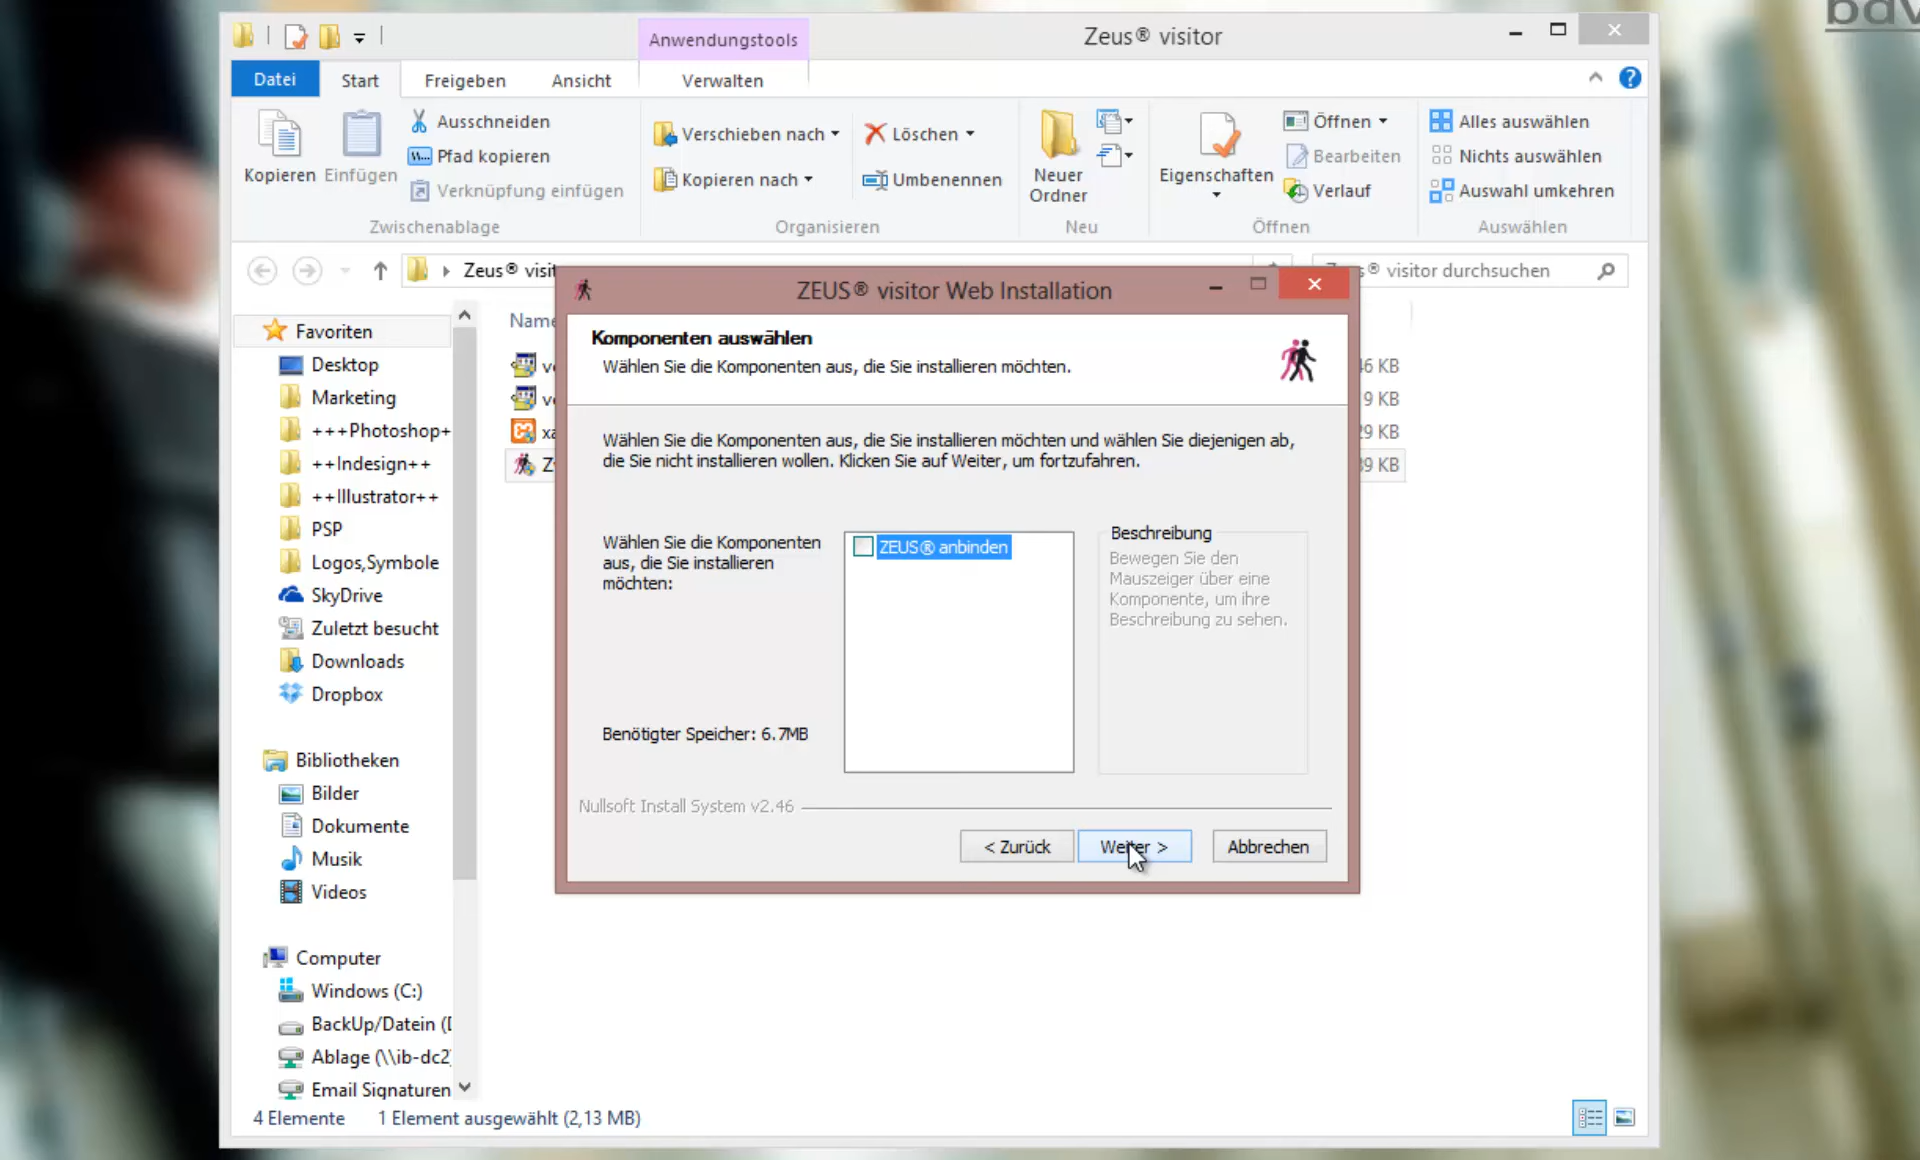 bdv
Anwendungstools
Zeus® visitor
Datei
Start
Freigeben
Ansicht
Verwalten
Kopieren
Einfügen
Ausschneiden
Pfad kopieren
Verknüpfung einfügen
Zwischenablage
Verschieben nach
Kopieren nach
Löschen
Umbenennen
Organisieren
Neuer
Ordner
Neu
Eigenschaften
Öffnen
Bearbeiten
Verlauf
Öffnen
Alles auswählen
Nichts auswählen
Auswahl umkehren
Auswählen
Zeus® visit
® visitor durchsuchen
Favoriten
Desktop
Marketing
+++Photoshop+
++Indesign++
++Illustrator++
PSP
Logos,Symbole
SkyDrive
Zuletzt besucht
Downloads
Dropbox
Bibliotheken
Bilder
Dokumente
Musik
Videos
Computer
Windows (C:)
BackUp/Datein (
Ablage (\\ib-dc2
Email Signaturen
Name
46 KB
9 KB
29 KB
39 KB
ZEUS® visitor Web Installation
Komponenten auswählen
Wählen Sie die Komponenten aus, die Sie installieren möchten.
Wählen Sie die Komponenten aus, die Sie installieren möchten und wählen Sie diejenigen ab,
die Sie nicht installieren wollen. Klicken Sie auf Weiter, um fortzufahren.
Wählen Sie die Komponenten
aus, die Sie installieren
möchten:
ZEUS® anbinden
Beschreibung
Bewegen Sie den
Mauszeiger über eine
Komponente, um ihre
Beschreibung zu sehen.
Benötigter Speicher: 6.7MB
Nullsoft Install System v2.46
< Zurück
Weiter >
Abbrechen
4 Elemente
1 Element ausgewählt (2,13 MB)